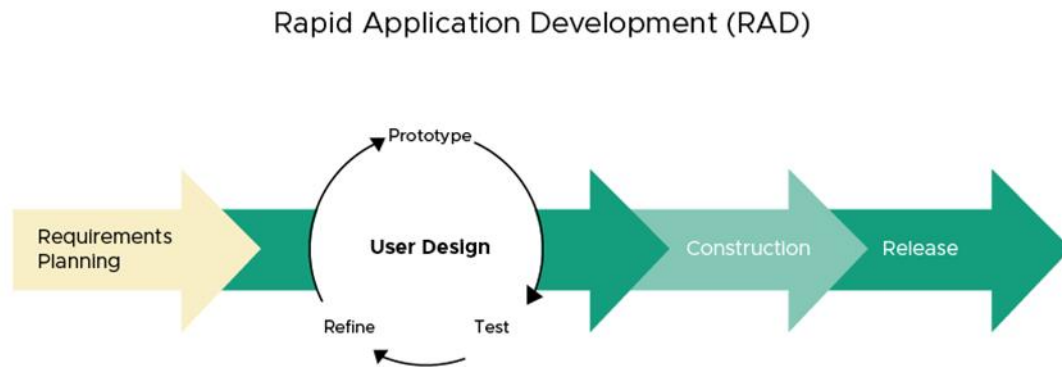 Rapid Application Development (RAD)
Prototype
Requirements
Planning
User Design
Construction
Release
Refine
Test